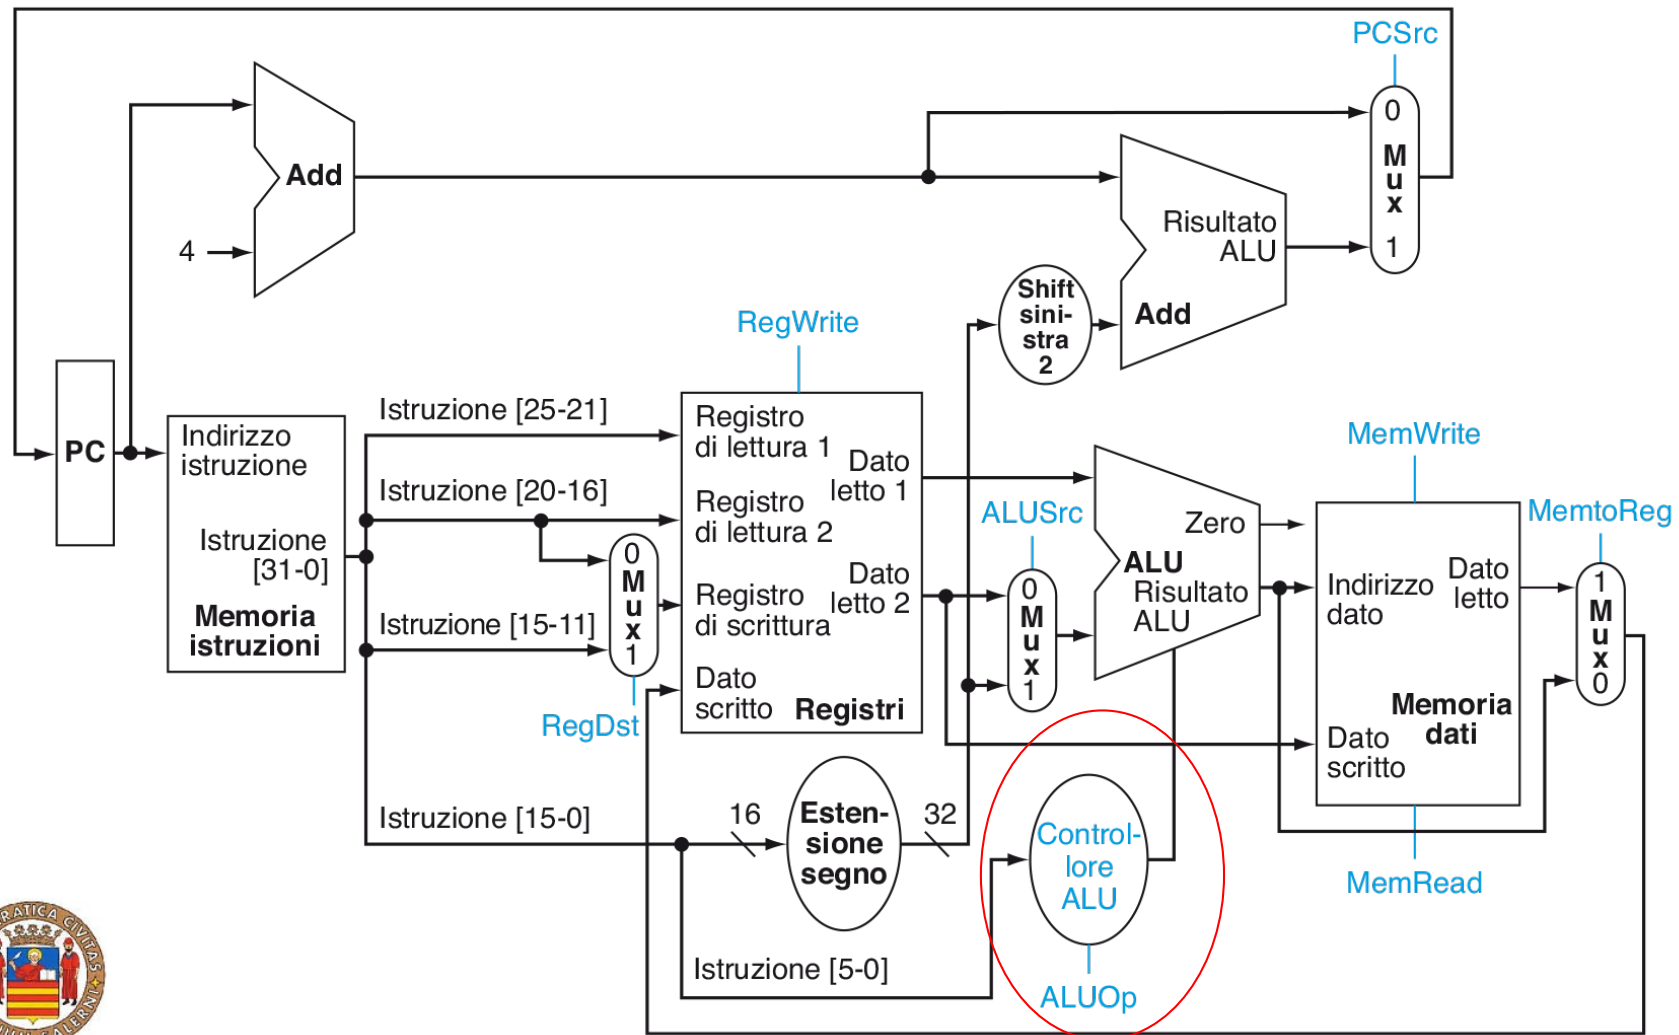 PCSrc
0
M
u
x
1
Add
4
Risultato
ALU
Add
Shift
sini-
stra
2
RegWrite
PC
Indirizzo
istruzione
Istruzione
[31-0]
Memoria
istruzioni
Istruzione [25-21]
Istruzione [20-16]
Istruzione [15-11]
0
M
u
x
1
RegDst
Registro
di lettura 1
Registro
di lettura 2
Registro
di scrittura
Dato
scritto
Dato
letto 1
Dato
letto 2
Registri
ALUSrc
0
M
u
x
1
Zero
ALU
Risultato
ALU
MemWrite
Indirizzo
dato
Dato
letto
Memoria
dati
Dato
scritto
MemRead
MemtoReg
1
M
u
x
0
Istruzione [15-0]
16
Esten-
sione
segno
32
Control-
lore
ALU
ALUOp
Istruzione [5-0]
CIVITAS